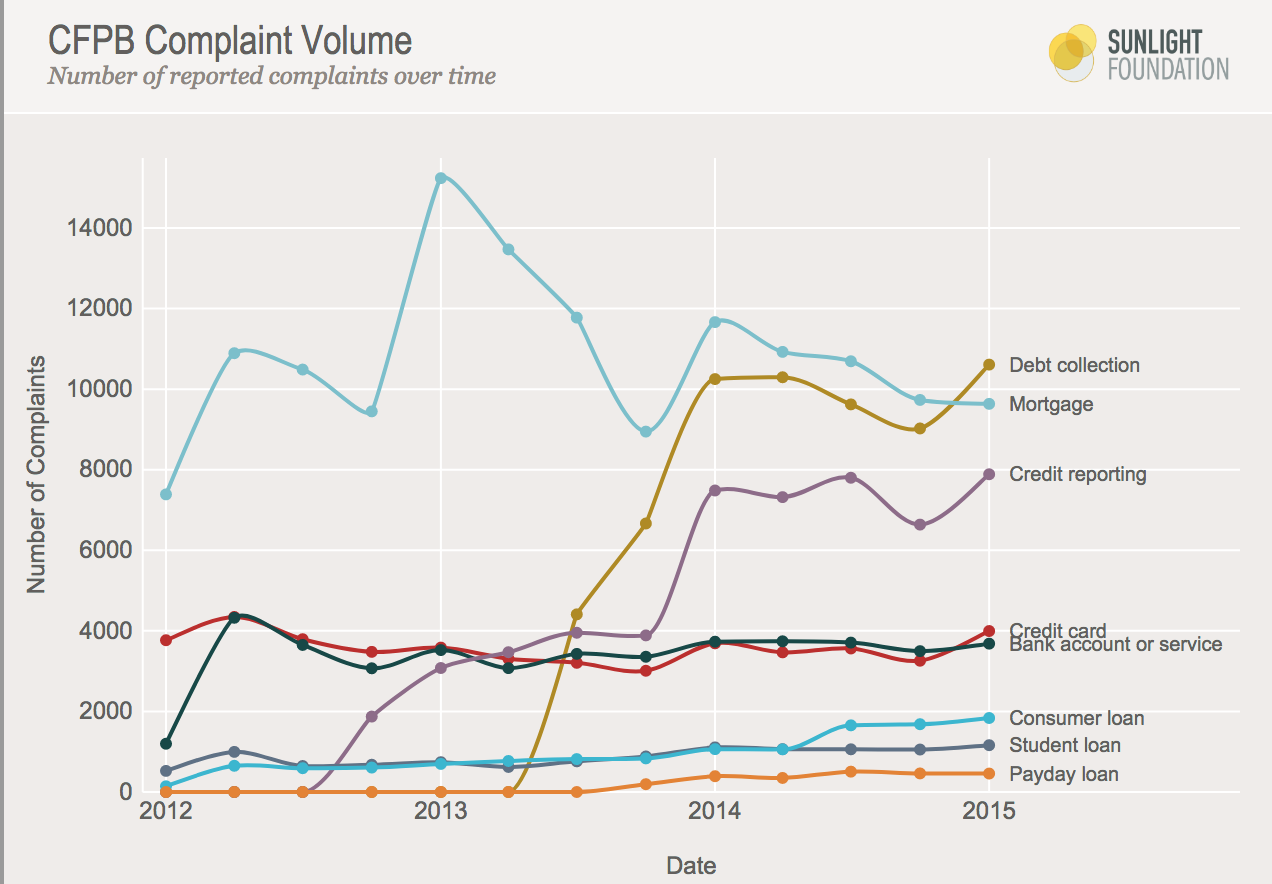 CFPB Complaint Volume
Number of reported complaints over time
SUNLIGHT
FOUNDATION
Number of Complaints
14000
12000
10000
8000
6000
4000
2000
0
Debt collection
Mortgage
Credit reporting
Credit card
Bank account or service
Consumer loan
Student loan
Payday loan
2012
2013
2014
2015
Date